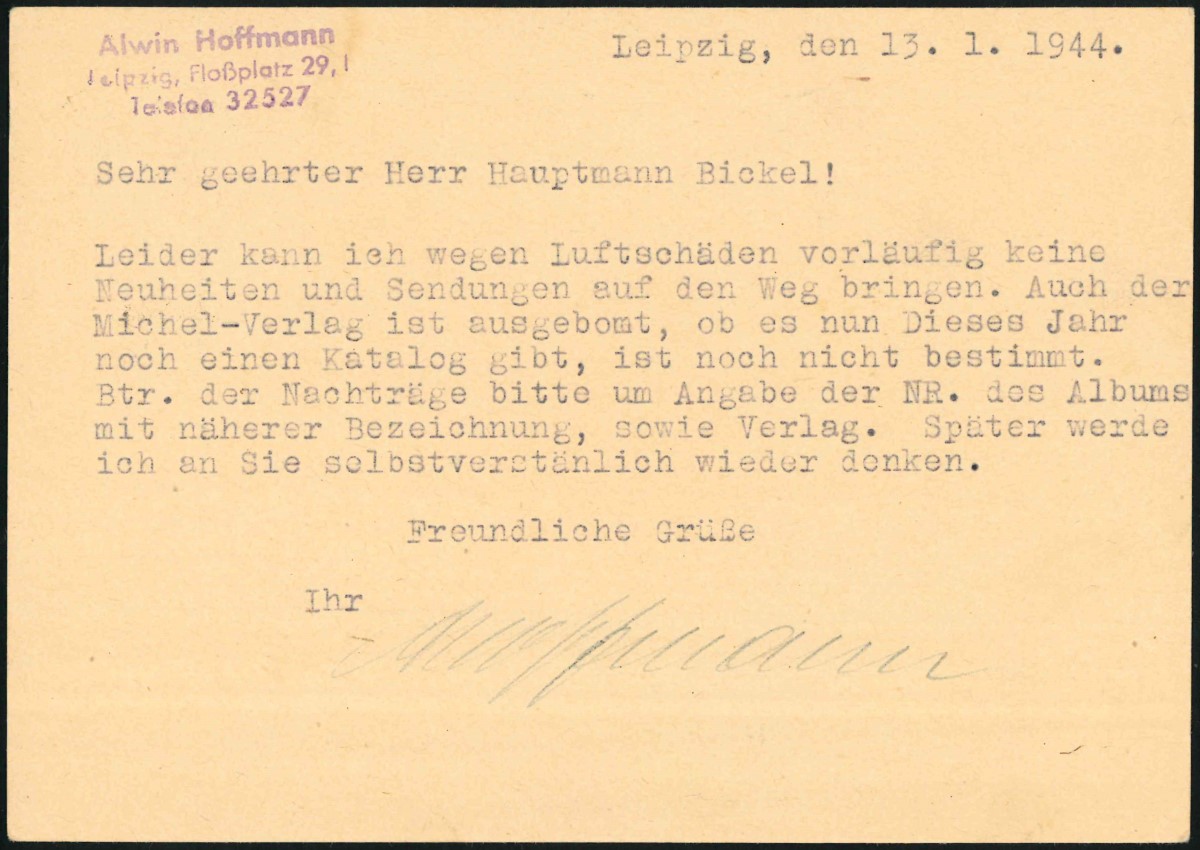 Alwin Hoffmann
Leipzig, Floßplatz 29, I
Telefon 32527
Leipzig, den 13. 1. 1944.
Sehr geehrter Herr Hauptmann Bickel!
Leider kann ich wegen Luftschäden vorläufig keine
Neuheiten und Sendungen auf den Weg bringen. Auch der
Michel-Verlag ist ausgebomt, ob es nun Dieses Jahr
noch einen Katalog gibt, ist noch nicht bestimmt.
Btr. der Nachträge bitte um Angabe der NR. des Albums
mit näherer Bezeichnung, sowie Verlag. Später werde
ich an Sie selbstverstänlich wieder denken.
Freundliche Grüße
Ihr